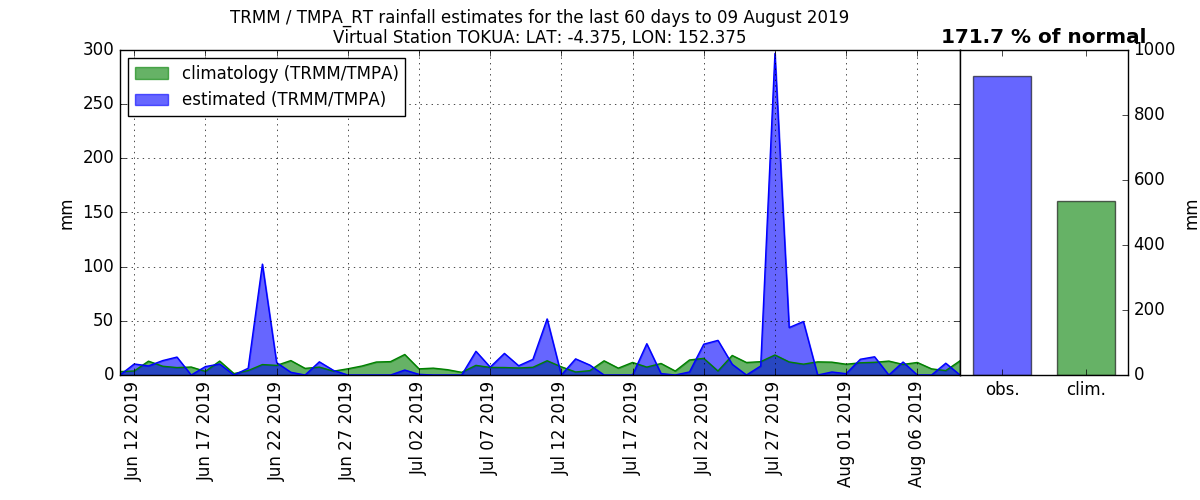 TRMM / TMPA_RT rainfall estimates for the last 60 days to 09 August 2019
Virtual Station TOKUA: LAT: -4.375, LON: 152.375
171.7 % of normal
climatology (TRMM/TMPA)
estimated (TRMM/TMPA)
300
250
200
150
100
50
0
mm
Jun 12 2019
Jun 17 2019
Jun 22 2019
Jun 27 2019
Jul 02 2019
Jul 07 2019
Jul 12 2019
Jul 17 2019
Jul 22 2019
Jul 27 2019
Aug 01 2019
Aug 06 2019
obs.
clim.
1000
800
600
400
200
0
mm